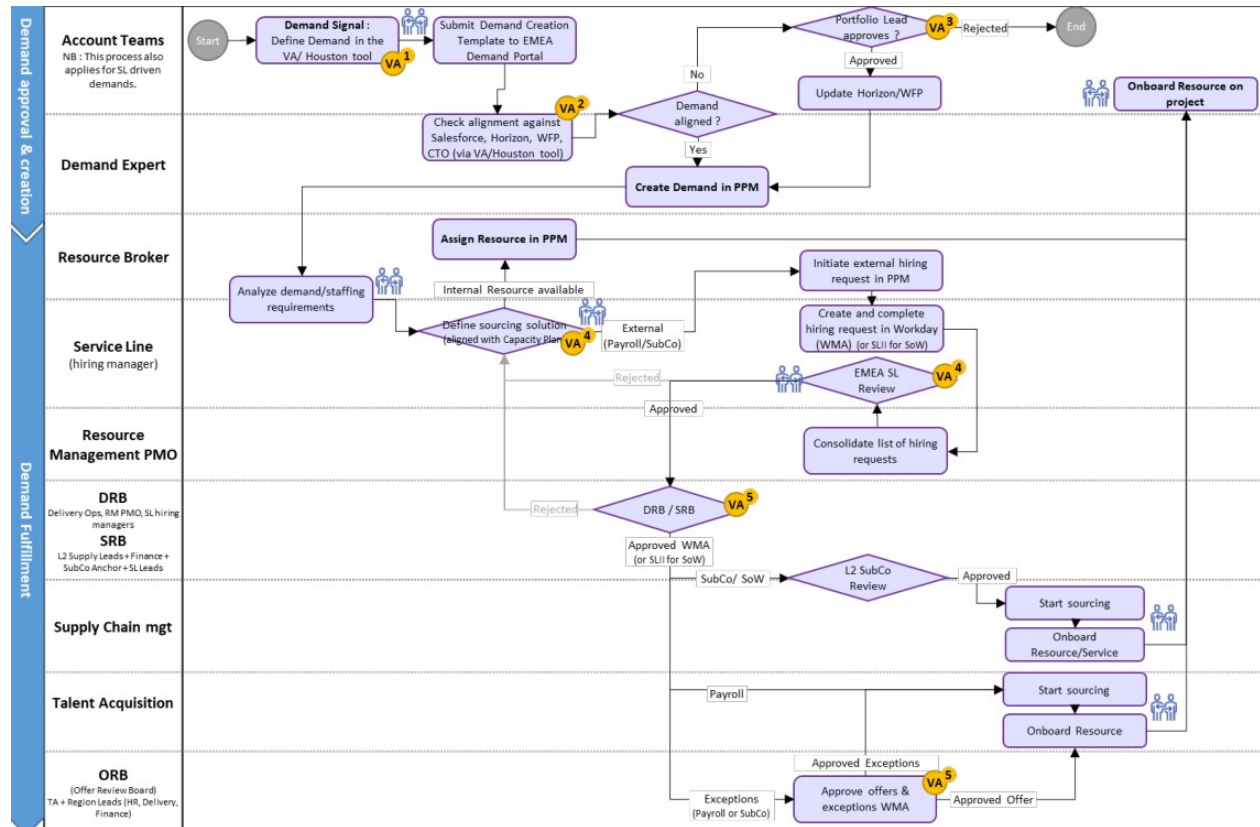 Demand approval & creation
Demand Fulfillment
Account Teams
NB : This process also
applies for SL driven
demands.
Start
Demand Signal :
Define Demand in the
VA/ Houston tool
VA 1
Submit Demand Creation
Template to EMEA
Demand Portal
Portfolio Lead
approves ?
VA 3
Rejected
End
Approved
No
Update Horizon/WFP
Onboard Resource on
project
VA 2
Check alignment against
Salesforce, Horizon, WFP,
CTO (via VA/Houston tool)
Demand
aligned ?
Yes
Demand Expert
Create Demand in PPM
Resource Broker
Assign Resource in PPM
Analyze demand/staffing
requirements
Internal Resource available
Initiate external hiring
request in PPM
Service Line
(hiring manager)
Define sourcing solution
(aligned with Capacity Plan
VA 4
External
(Payroll/SubCo)
Create and complete
hiring request in Workday
(WMA) (or SLII for SoW)
Rejected
EMEA SL
Review
VA 4
Approved
Resource
Management PMO
Consolidate list of hiring
requests
DRB
Delivery Ops, RM PMO, SL hiring
managers
SRB
L2 Supply Leads + Finance +
SubCo Anchor + SL Leads
Rejected
DRB / SRB
VA 5
Approved WMA
(or SLII for SoW)
SubCo/ SoW
L2 SubCo
Review
Approved
Supply Chain mgt
Start sourcing
Onboard
Resource/Service
Talent Acquisition
Payroll
Start sourcing
Onboard Resource
Approved Exceptions
ORB
(Offer Review Board)
TA + Region Leads (HR, Delivery,
Finance)
Exceptions
(Payroll or SubCo)
Approve offers &
exceptions WMA
VA 5
Approved Offer